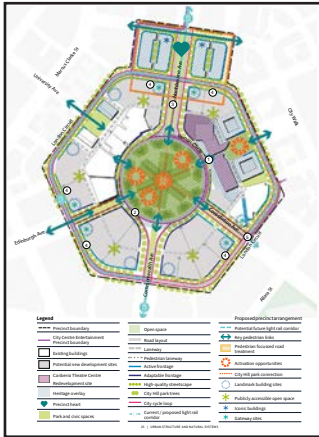 Marcus Clarke St
University Ave
London Circuit
Northbourne Ave
City Walk
Edinburgh Ave
Commonwealth Ave
London Circuit
Akuna St
Legend
Precinct boundary
City Centre Entertainment
Precinct boundary
Existing buildings
Potential new development sites
Canberra Theatre Centre
Redevelopment site
Heritage overlay
Precinct heart
Park and civic spaces
Open space
Road layout
Laneway
Pedestrian laneway
Active frontage
Adaptable frontage
High quality streetscape
City Hill park trees
City cycle loop
Current / proposed light rail
corridor
Proposed precinct arrangement
Potential future light rail corridor
Key pedestrian links
Pedestrian focused road
treatment
Activation opportunities
City Hill park connection
Landmark building sites
Publicly accessible open space
Iconic buildings
Gateway sites
URBAN STRUCTURE AND NATURAL SYSTEMS